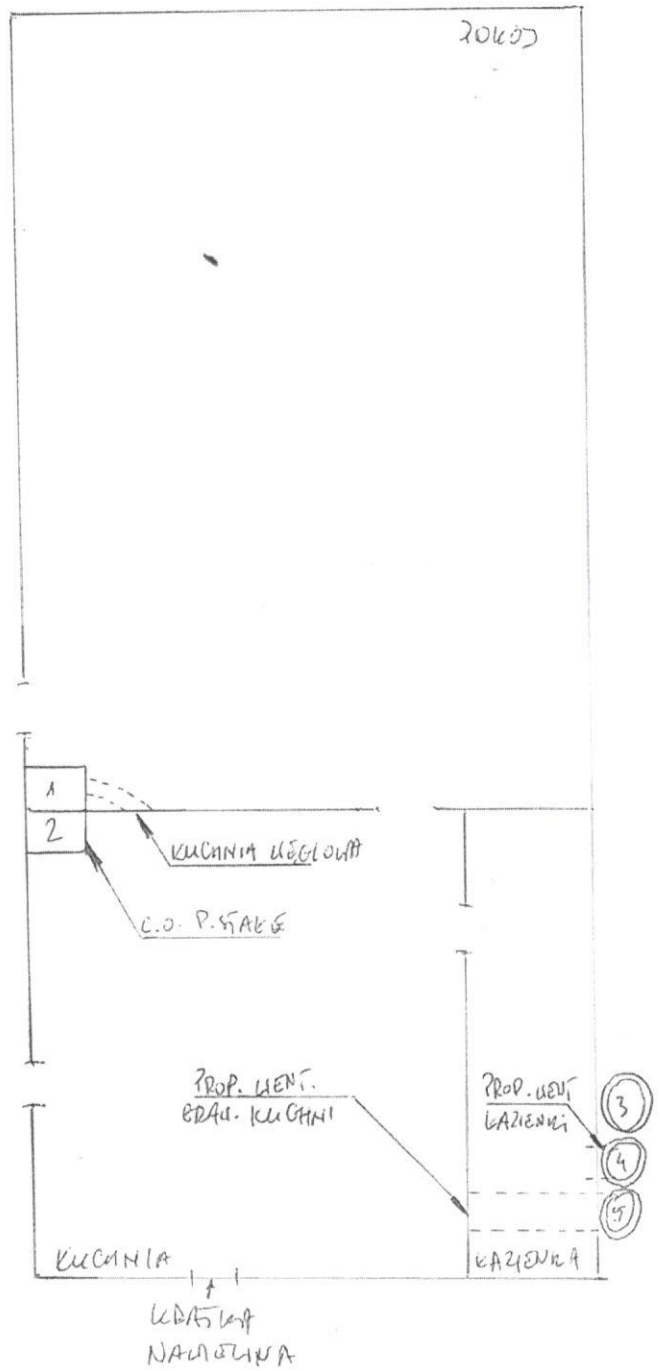 POKÓJ
1
2
KUCHNIA WĘGLOWA
C.O. P. STAŁE
PROP. WENT.
GRAW. KUCHNI
PROP. WENT
ŁAZIENKI
3
4
5
KUCHNIA
ŁAZIENKA
KRATKA
NAWIEWNA